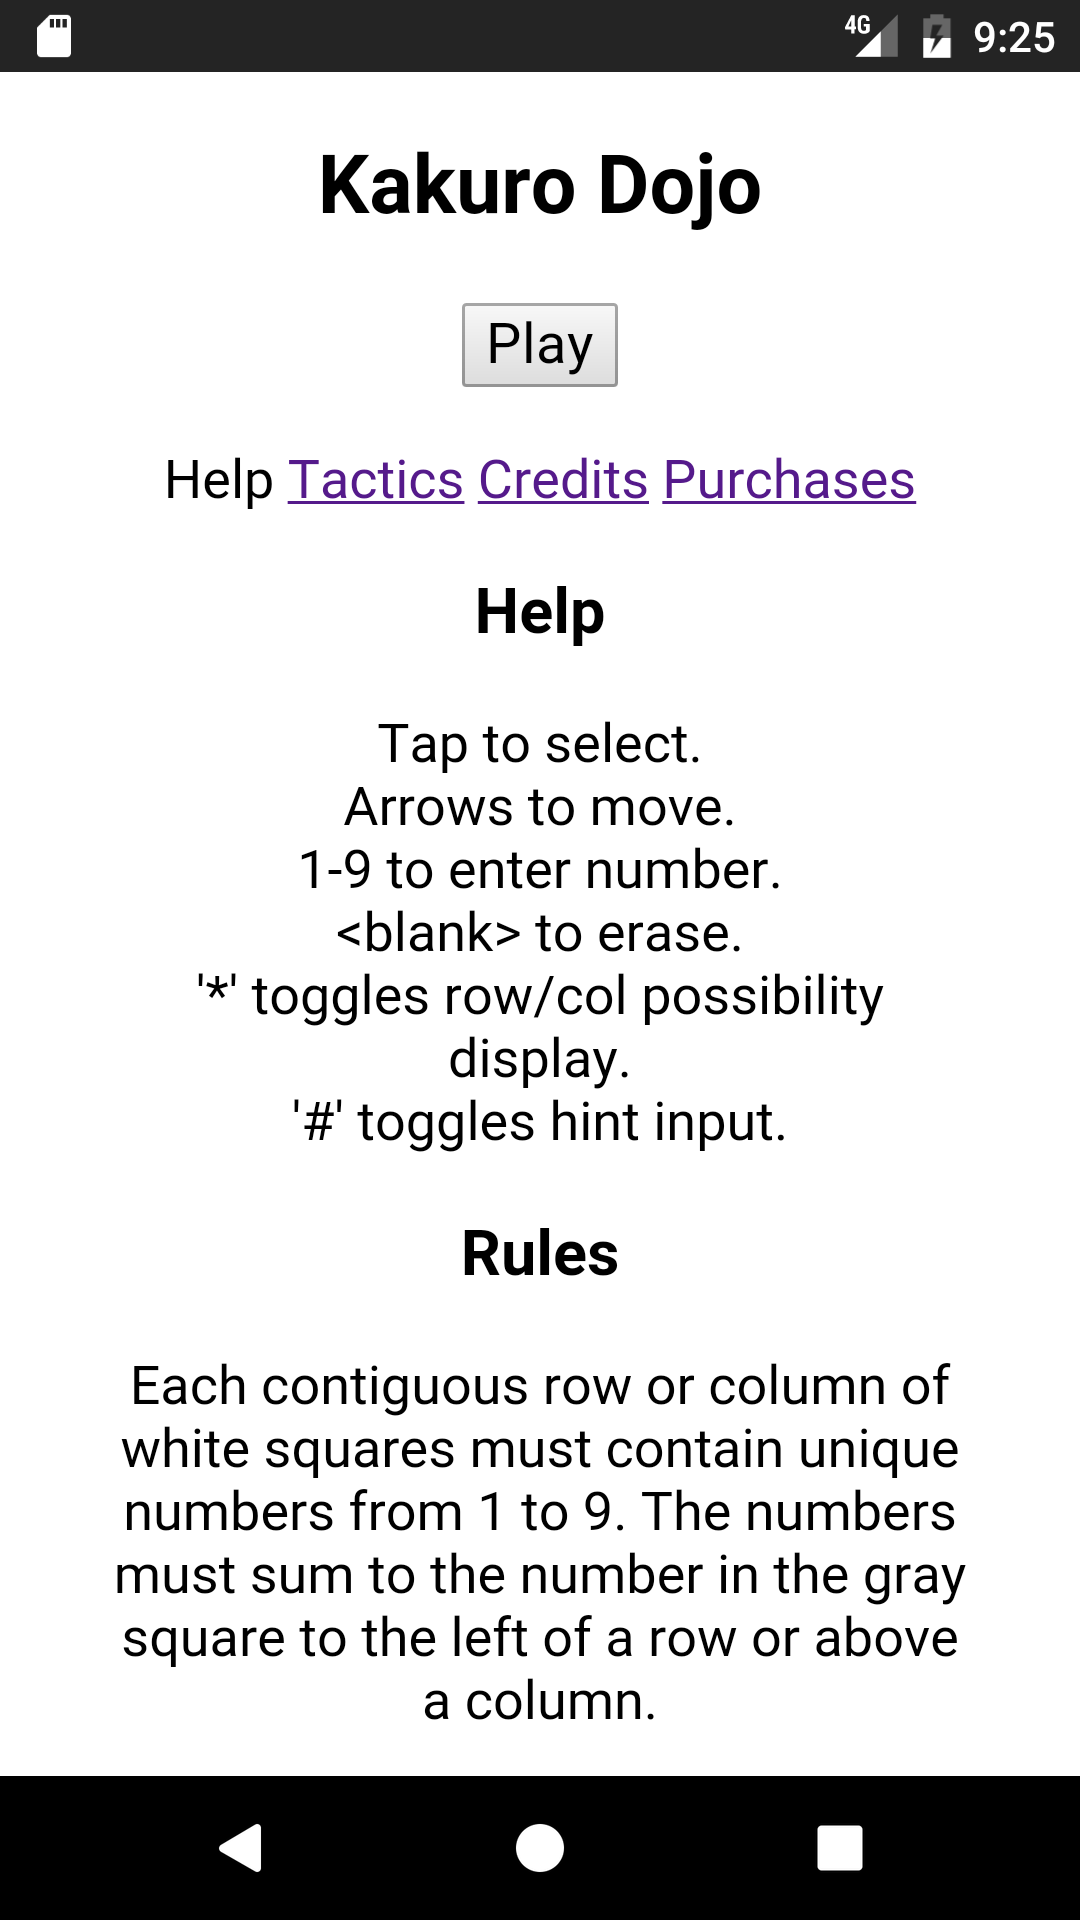 4G 9:25
Kakuro Dojo
Play
Help Tactics Credits Purchases
Help
Tap to select.
Arrows to move.
1-9 to enter number.
<blank> to erase.
'*' toggles row/col possibility
display.
'#' toggles hint input.
Rules
Each contiguous row or column of
white squares must contain unique
numbers from 1 to 9. The numbers
must sum to the number in the gray
square to the left of a row or above
a column.